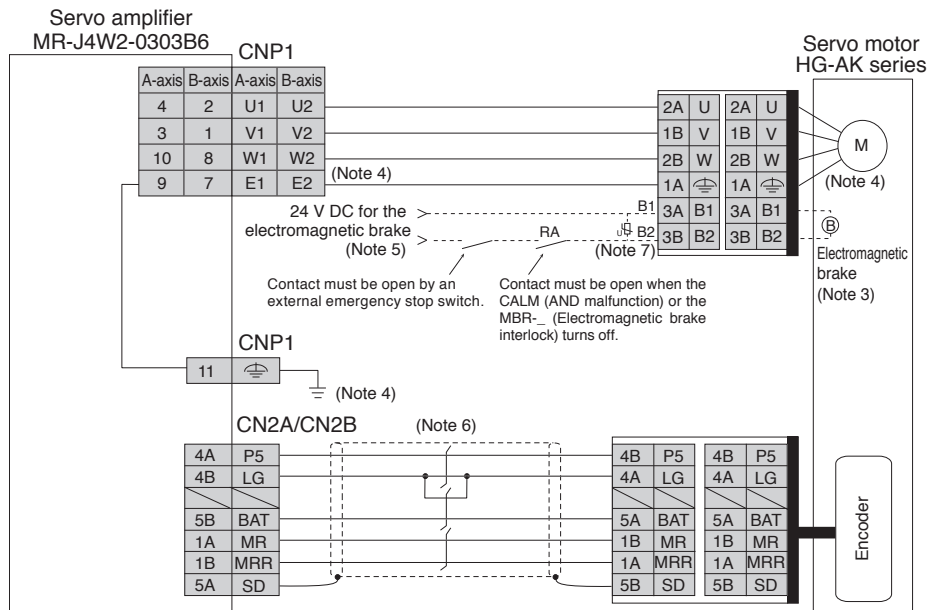 Servo amplifier
MR-J4W2-0303B6
CNP1
Servo motor
HG-AK series
A-axis B-axis A-axis B-axis
4 2 U1 U2
3 1 V1 V2
10 8 W1 W2
9 7 E1 E2
(Note 4)
2A U 2A U
1B V 1B V
2B W 2B W
1A 1A
3A B1 3A B1
3B B2 3B B2
M
(Note 4)
B
Electromagnetic
brake
(Note 3)
24 V DC for the
electromagnetic brake
(Note 5)
B1
RA
U
B2
(Note 7)
Contact must be open by an
external emergency stop switch.
Contact must be open when the
CALM (AND malfunction) or the
MBR-_ (Electromagnetic brake
interlock) turns off.
CNP1
11
(Note 4)
CN2A/CN2B
(Note 6)
4A P5
4B LG
5B BAT
1A MR
1B MRR
5A SD
4B P5 4B P5
4A LG 4A LG
5A BAT 5A BAT
1B MR 1B MR
1A MRR 1A MRR
5B SD 5B SD
Encoder